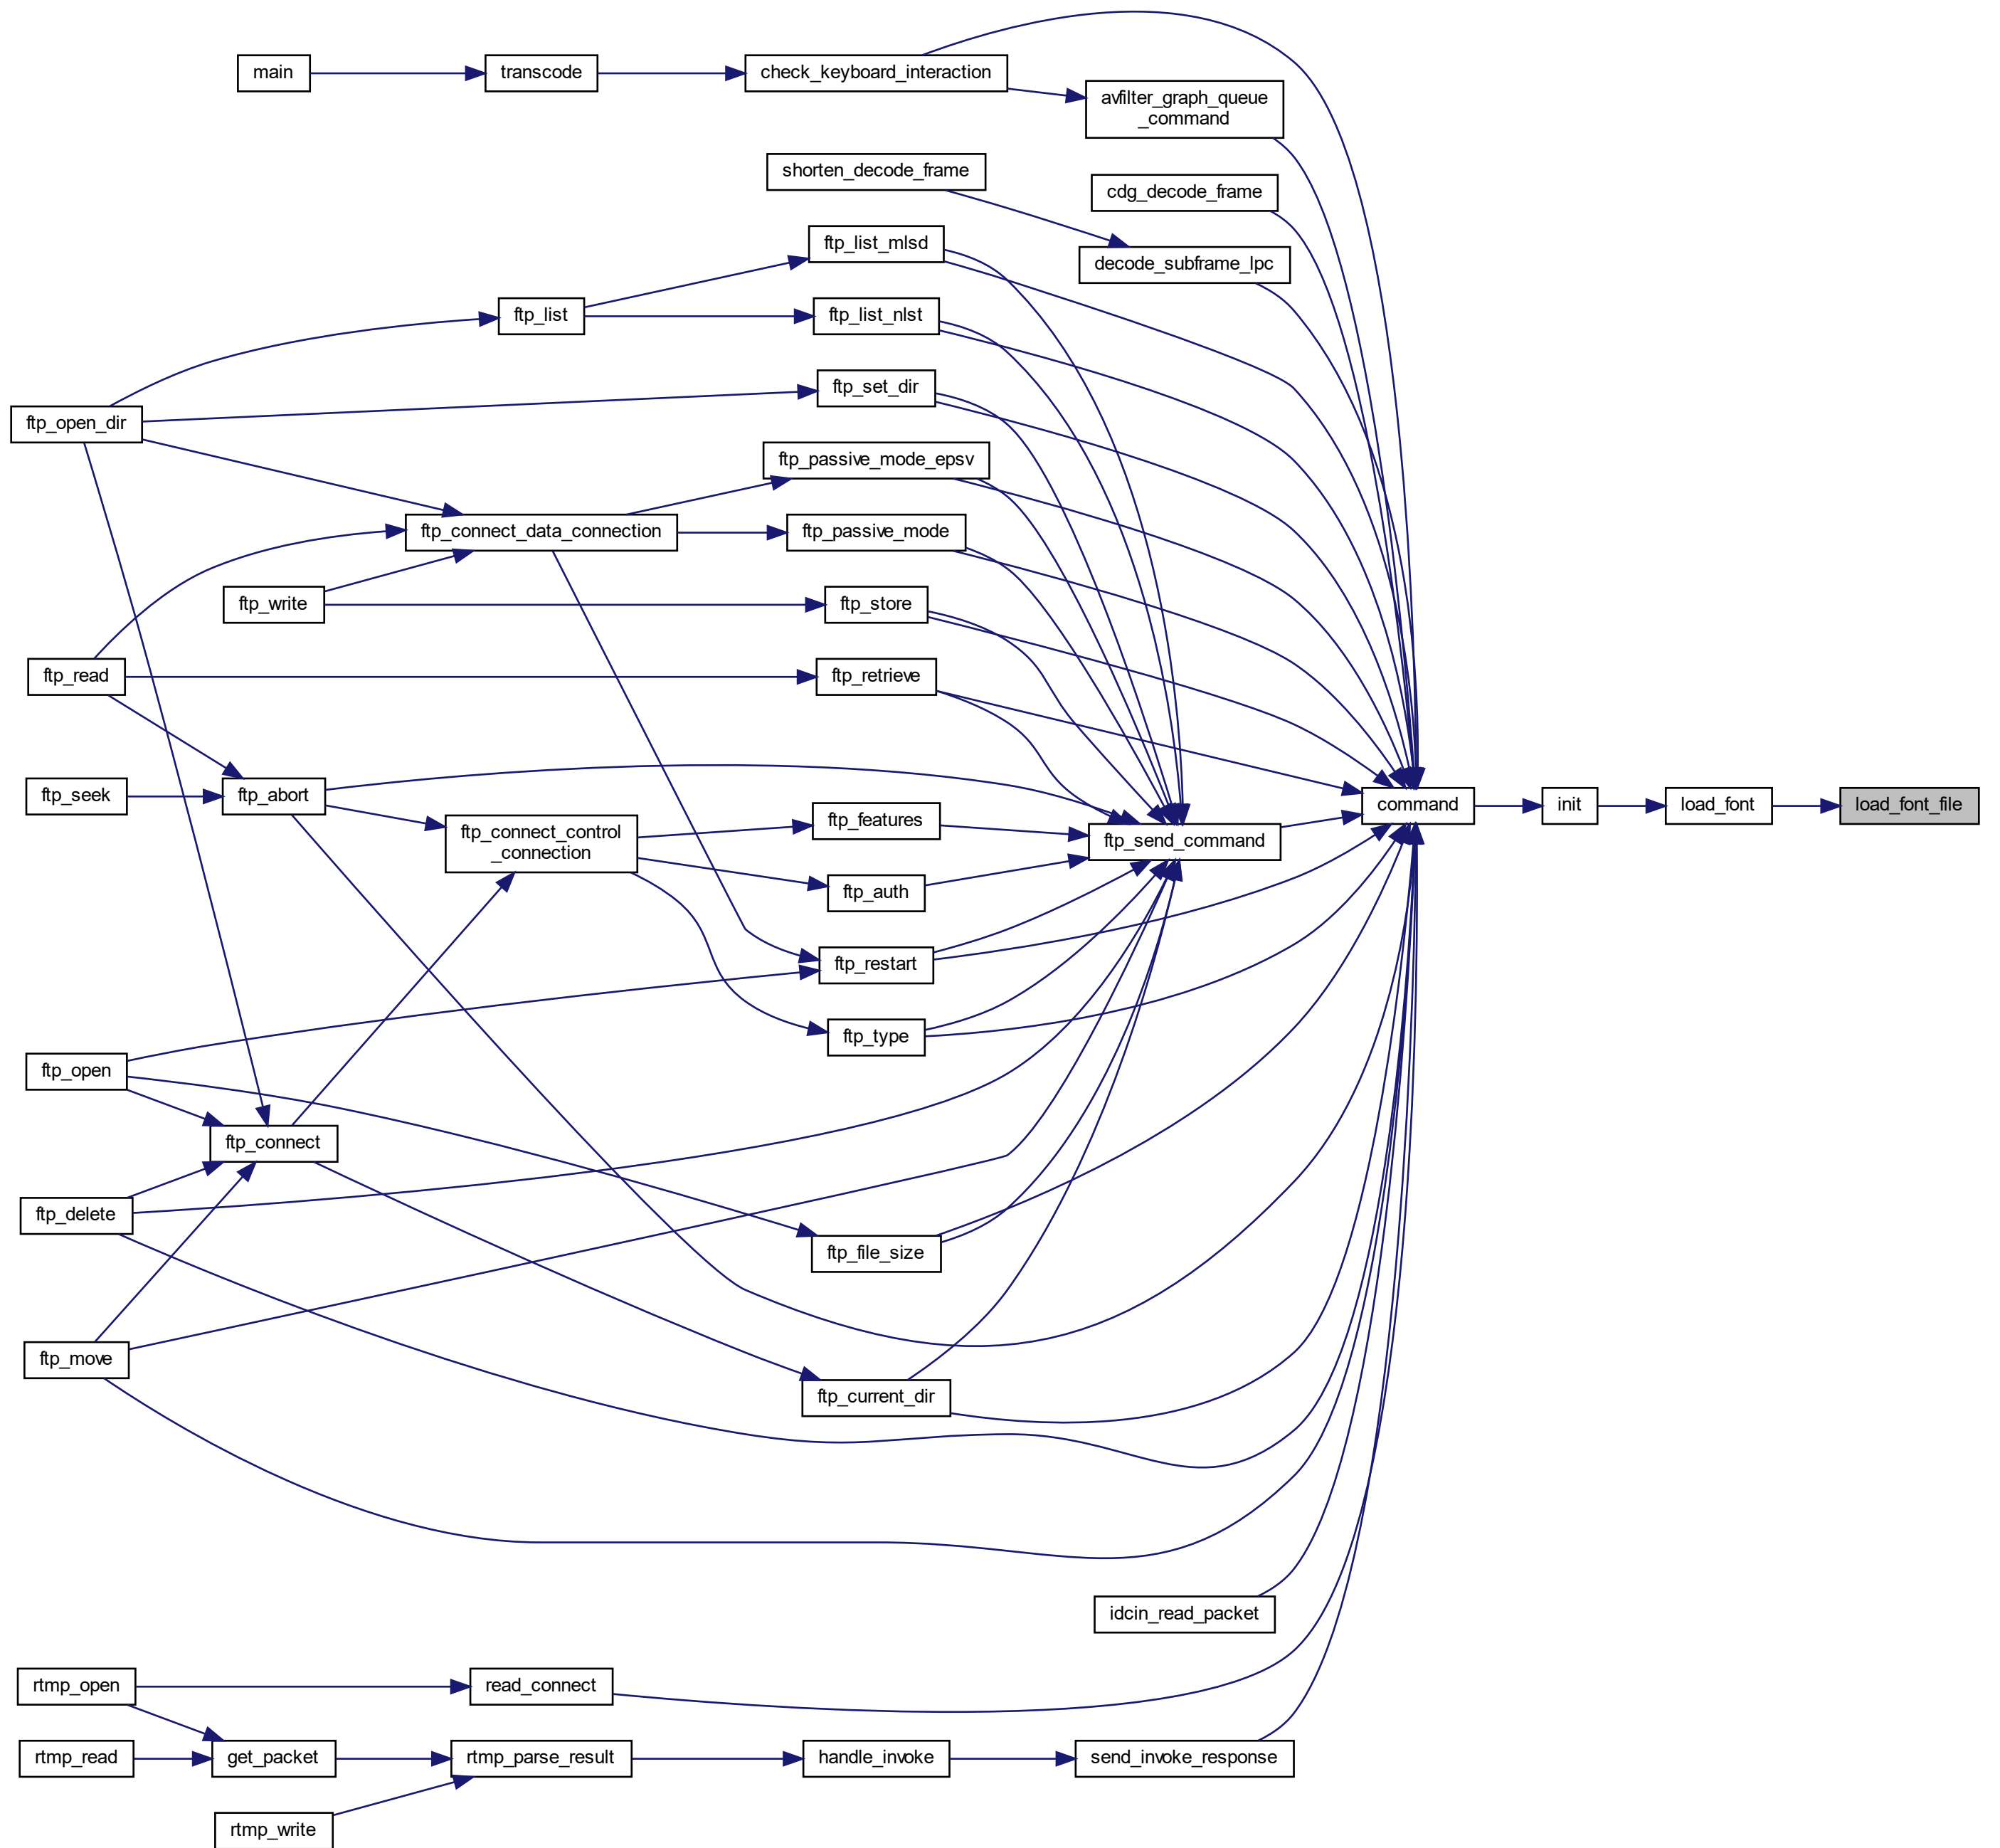 main
transcode
check_keyboard_interaction
avfilter_graph_queue
_command
shorten_decode_frame
cdg_decode_frame
ftp_list_mlsd
decode_subframe_lpc
ftp_list
ftp_list_nlst
ftp_set_dir
ftp_open_dir
ftp_passive_mode_epsv
ftp_connect_data_connection
ftp_passive_mode
ftp_write
ftp_store
ftp_read
ftp_retrieve
ftp_seek
ftp_abort
command
init
load_font
load_font_file
ftp_features
ftp_connect_control
_connection
ftp_send_command
ftp_auth
ftp_restart
ftp_type
ftp_open
ftp_connect
ftp_delete
ftp_file_size
ftp_move
ftp_current_dir
idcin_read_packet
rtmp_open
read_connect
rtmp_read
get_packet
rtmp_parse_result
handle_invoke
send_invoke_response
rtmp_write